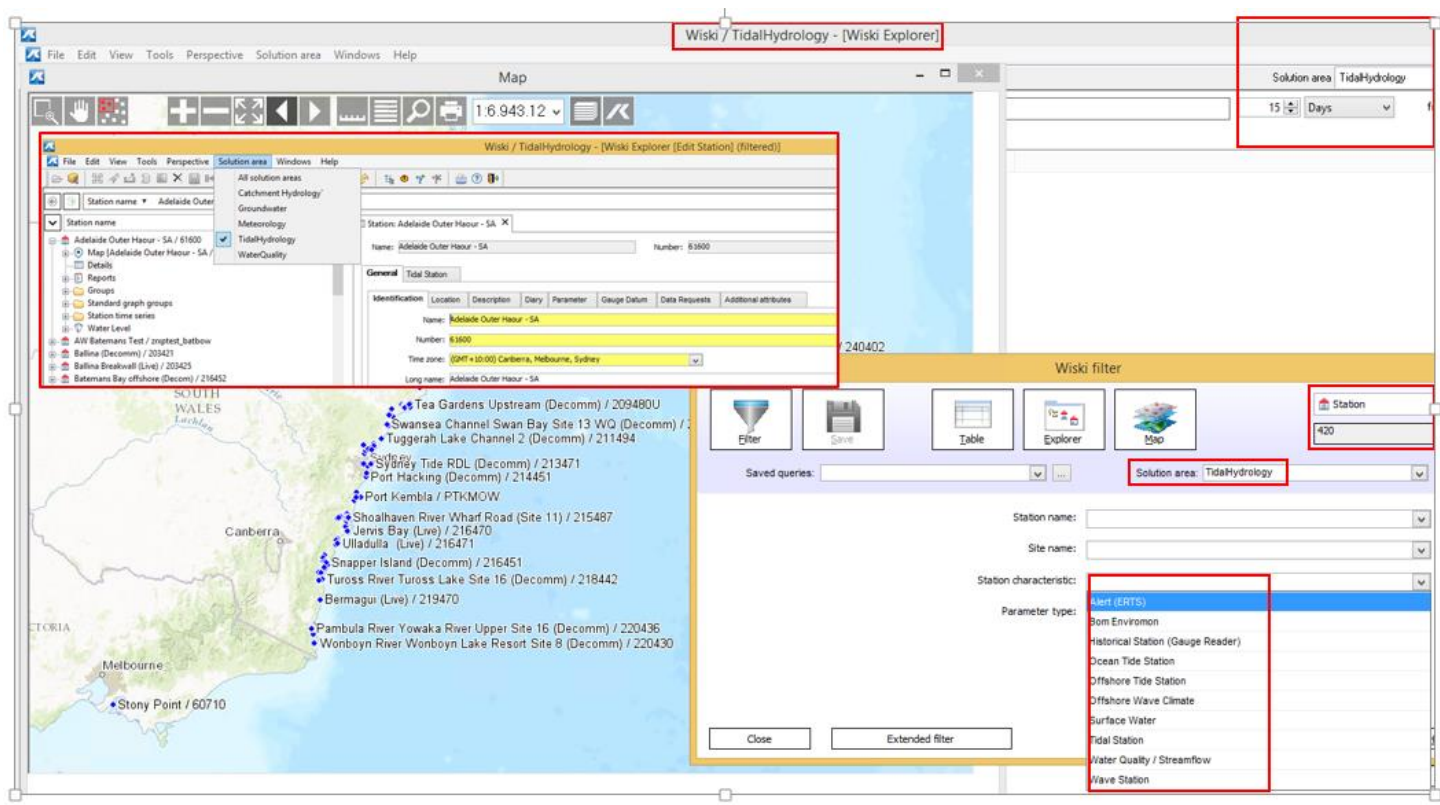 Wiski / TidalHydrology - [Wiski Explorer]
File Edit View Tools Perspective Solution area Windows Help
Map
Solution area TidalHydrology
1:6.943.12
15 Days
Wiski / TidalHydrology - [Wiski Explorer [Edit Station] (filtered)]
File Edit View Tools Perspective Solution area Windows Help
All solution areas
Catchment Hydrology`
Groundwater
Meteorology
TidalHydrology
WaterQuality
Station name Adelaide Outer
Station name
Adelaide Outer Haour - SA / 61600
Map [Adelaide Outer Haour - SA /
Details
Reports
Groups
Standard graph groups
Station time series
Water Level
AW Batemans Test / znptest_batbow
Ballina (Decomm) / 203421
Ballina Breakwall (Live) / 203425
Batemans Bay offshore (Decom) / 216452
Station: Adelaide Outer Haour - SA
Name: Adelaide Outer Haour - SA Number: 61600
General Tidal Station
Identification Location Description Diary Parameter Gauge Datum Data Requests Additional attributes
Name: Adelaide Outer Haour - SA
Number: 61600
Time zone: (GMT+10:00) Canberra, Melbourne, Sydney
Long name: Adelaide Outer Haour - SA
/ 240402
SOUTH
WALES
Lachlan
Tea Gardens Upstream (Decomm) / 209480U
Swansea Channel Swan Bay Site 13 WQ (Decomm) /
Tuggerah Lake Channel 2 (Decomm) / 211494
Sydney
Sydney Tide RDL (Decomm) / 213471
Port Hacking (Decomm) / 214451
Port Kembla / PTKMOW
Shoalhaven River Wharf Road (Site 11) / 215487
Canberra
Jervis Bay (Live) / 216470
Ulladulla (Live) / 216471
Snapper Island (Decomm) / 216451
Tuross River Tuross Lake Site 16 (Decomm) / 218442
Bermagui (Live) / 219470
CTORIA
Pambula River Yowaka River Upper Site 16 (Decomm) / 220436
Wonboyn River Wonboyn Lake Resort Site 8 (Decomm) / 220430
Melbourne
Stony Point / 60710
Wiski filter
Filter Save Table Explorer Map
Station
420
Saved queries: ... Solution area: TidalHydrology
Station name:
Site name:
Station characteristic:
Parameter type:
Alert (ERTS)
Bom Enviromon
Historical Station (Gauge Reader)
Ocean Tide Station
Offshore Tide Station
Offshore Wave Climate
Surface Water
Tidal Station
Water Quality / Streamflow
Wave Station
Close Extended filter